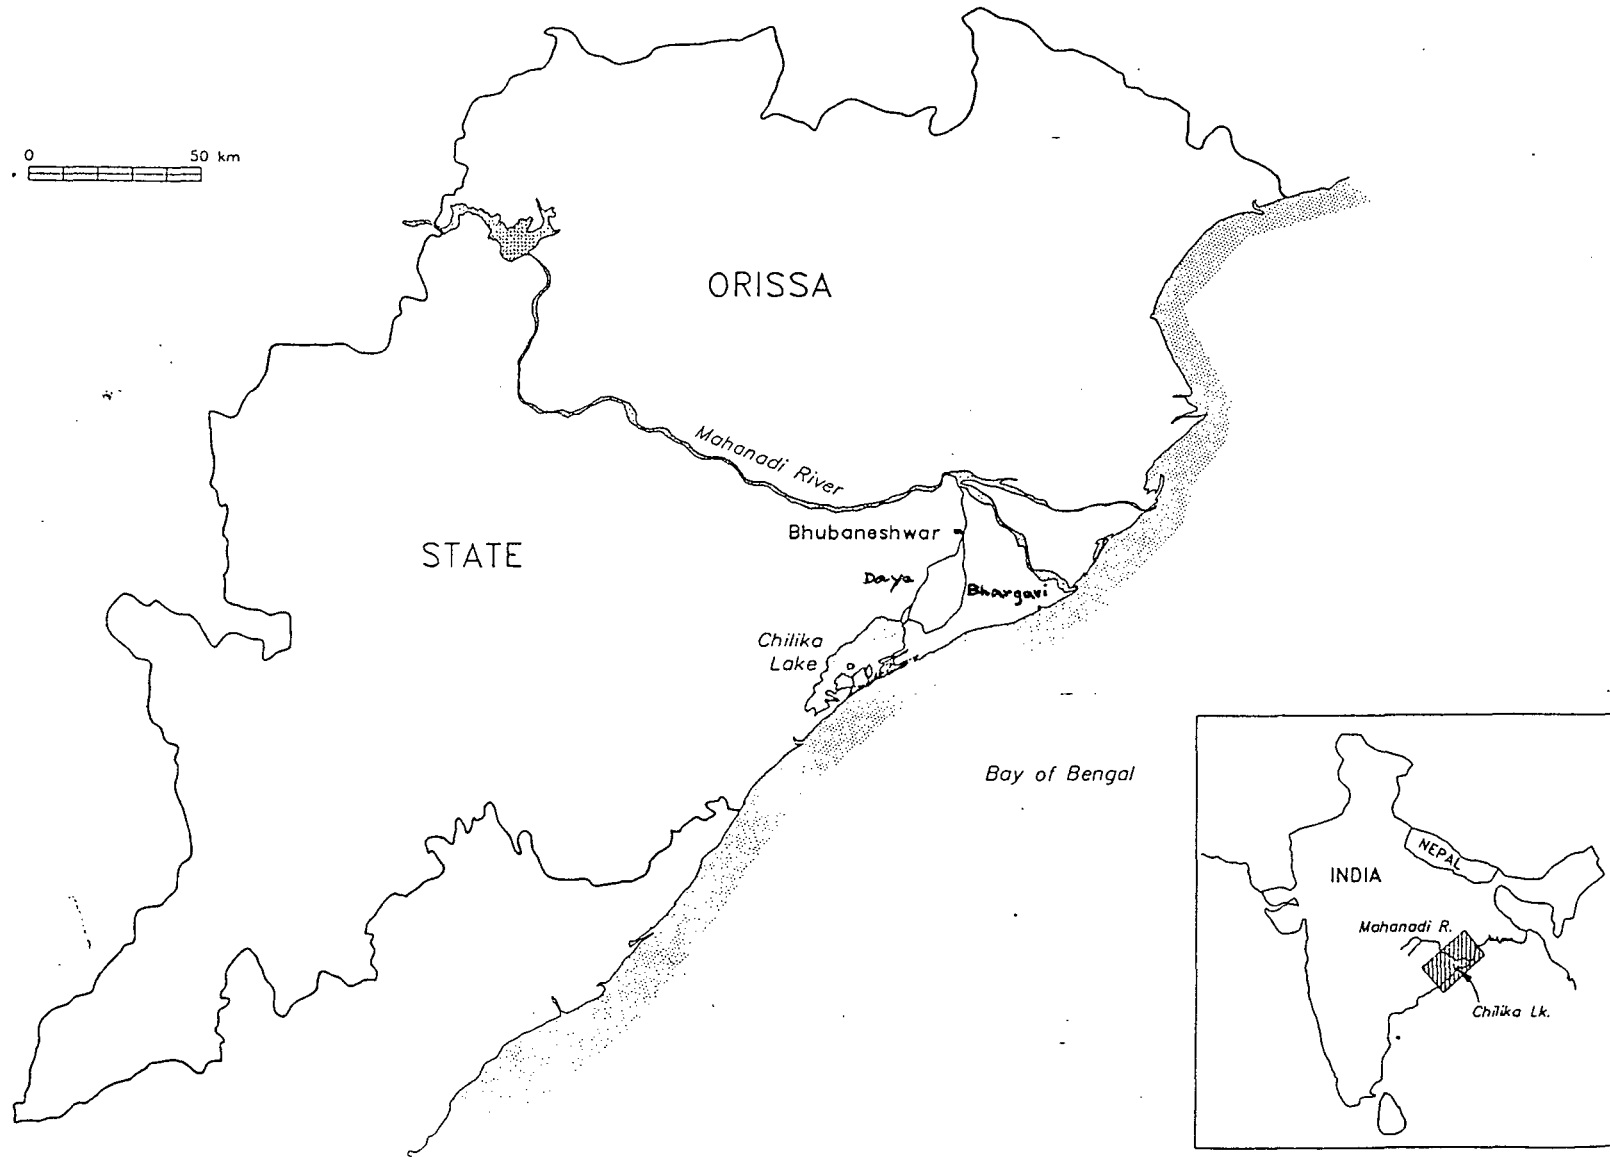 0 50 km
ORISSA
Mahanadi River
Bhubaneshwar
STATE
Daya
Bhargavi
Chilika
Lake
Bay of Bengal
NEPAL
INDIA
Mahanadi R.
Chilika Lk.